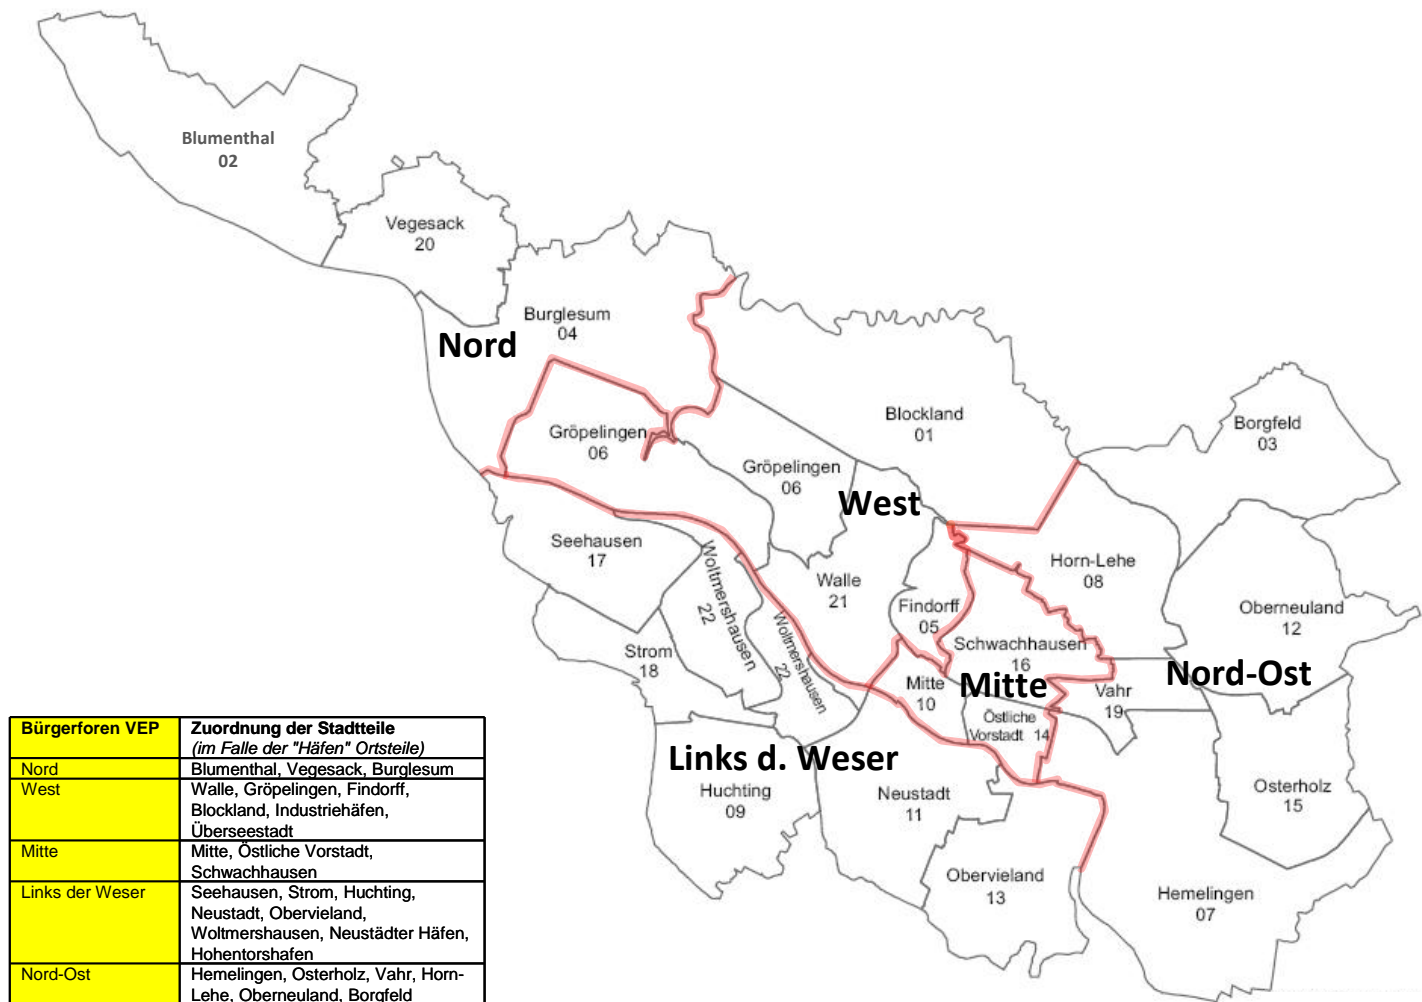 Blumenthal
02
Vegesack
20
Burglesum
04
Nord
Gröpelingen
06
Blockland
01
Borgfeld
03
Gröpelingen
06
West
Seehausen
17
Woltmershausen
22
Walle
21
Findorff
05
Horn-Lehe
08
Oberneuland
12
Strom
18
Woltmershausen
22
Schwachhausen
16
Mitte
10
Mitte
Vahr
19
Nord-Ost
Östliche
Vorstadt 14
Links d. Weser
Huchting
09
Neustadt
11
Osterholz
15
Obervieland
13
Hemelingen
07
Bürgerforen VEP Zuordnung der Stadtteile
(im Falle der "Häfen" Ortsteile)
Nord Blumenthal, Vegesack, Burglesum
West Walle, Gröpelingen, Findorff,
Blockland, Industriehäfen,
Überseestadt
Mitte Mitte, Östliche Vorstadt,
Schwachhausen
Links der Weser Seehausen, Strom, Huchting,
Neustadt, Obervieland,
Woltmershausen, Neustädter Häfen,
Hohentorshafen
Nord-Ost Hemelingen, Osterholz, Vahr, Horn-
Lehe, Oberneuland, Borgfeld